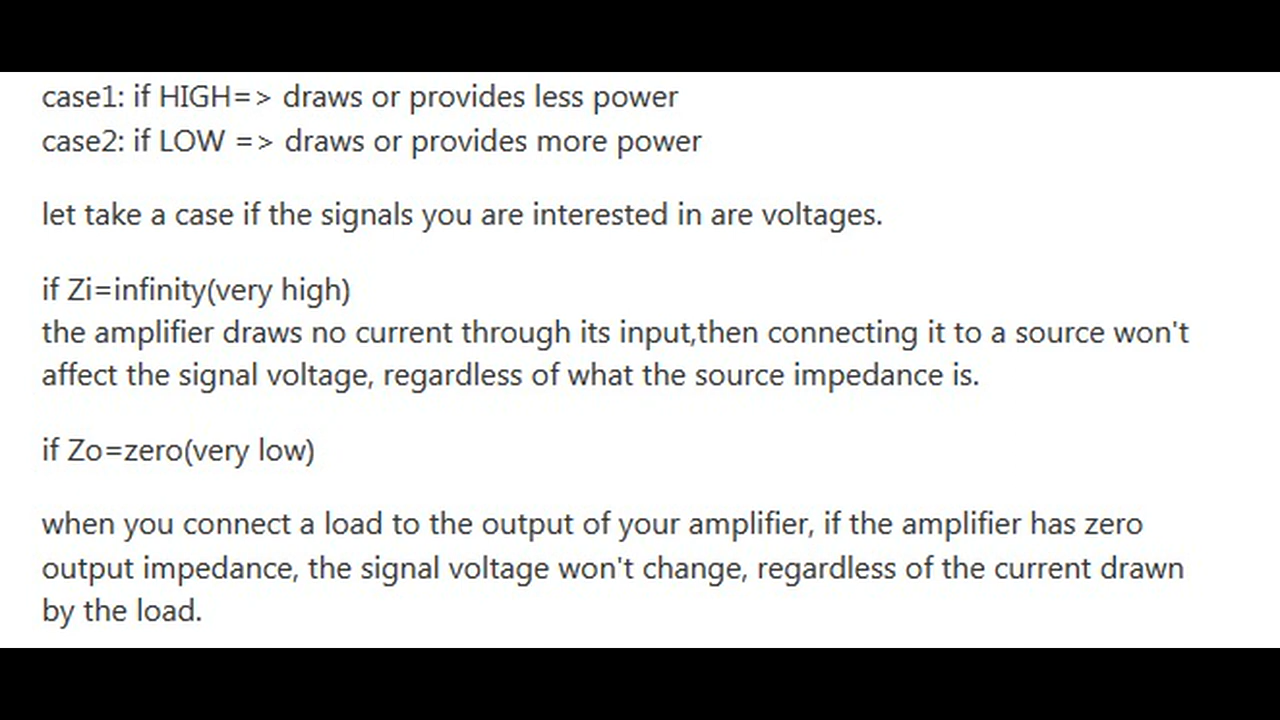 case1: if HIGH=> draws or provides less power
case2: if LOW => draws or provides more power
let take a case if the signals you are interested in are voltages.
if Zi=infinity(very high)
the amplifier draws no current through its input,then connecting it to a source won't
affect the signal voltage, regardless of what the source impedance is.
if Zo=zero(very low)
when you connect a load to the output of your amplifier, if the amplifier has zero
output impedance, the signal voltage won't change, regardless of the current drawn
by the load.